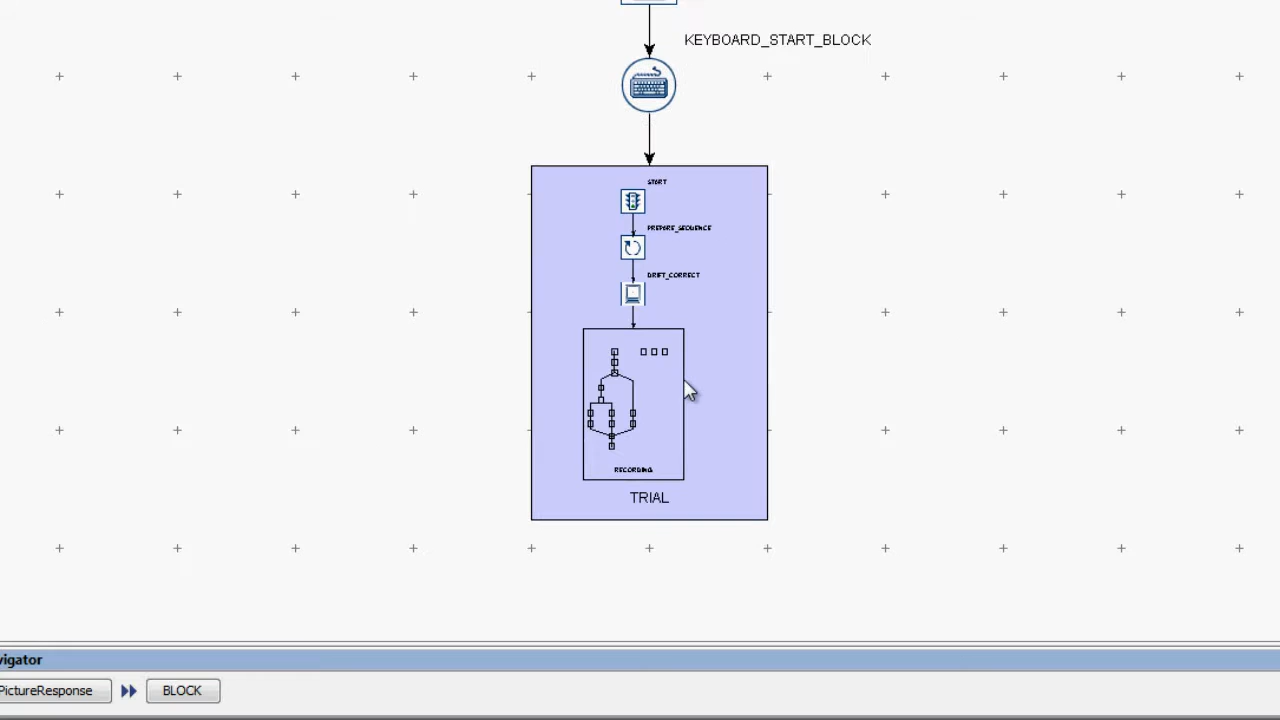 KEYBOARD_START_BLOCK
START
PREPARE_SEQUENCE
DRIFT_CORRECT
RECORDING
TRIAL
vigator
PictureResponse
BLOCK